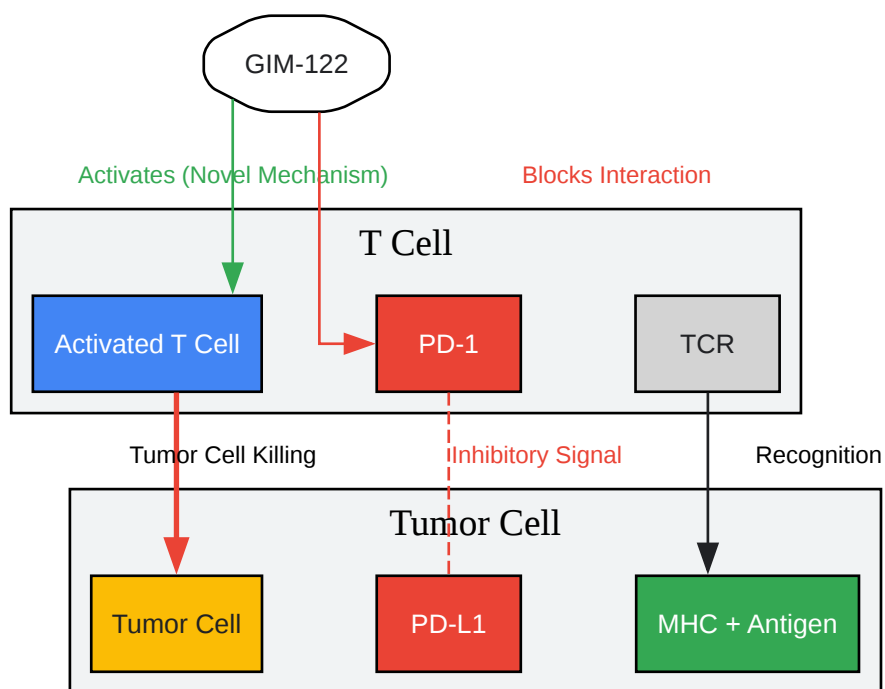 GIM-122
Activates (Novel Mechanism)
Blocks Interaction
T Cell
Activated T Cell
PD-1
TCR
Tumor Cell Killing
Inhibitory Signal
Recognition
Tumor Cell
Tumor Cell
PD-L1
MHC + Antigen